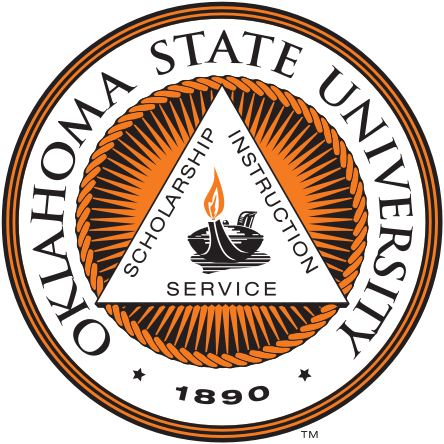 OKLAHOMA STATE UNIVERSITY
SCHOLARSHIP
INSTRUCTION
SERVICE
1890
TM